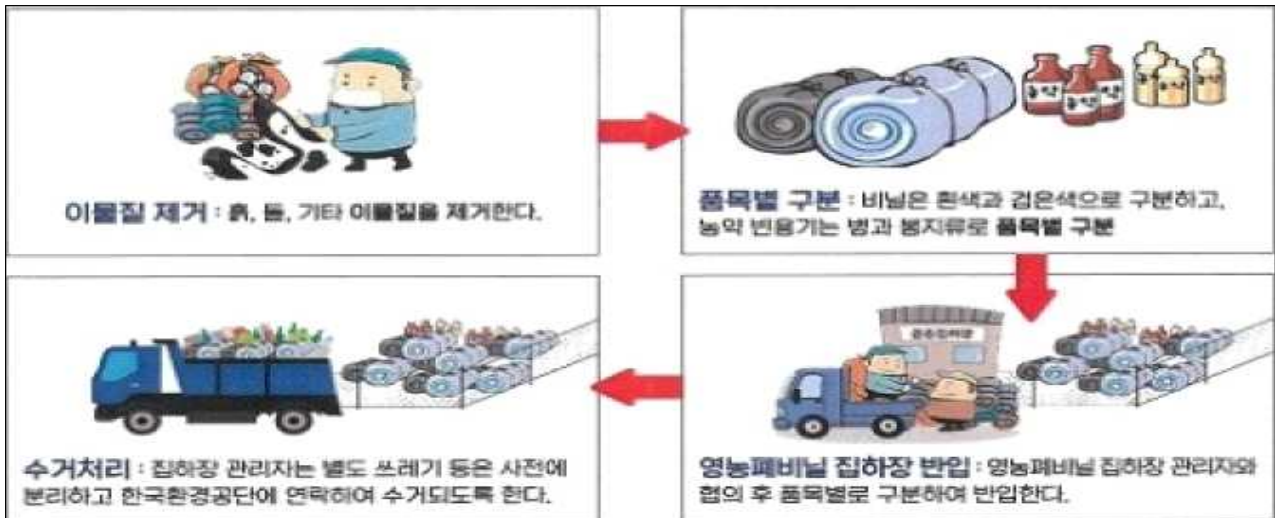 이물질 제거 : 흙, 돌, 기타 이물질을 제거한다.
농약
농약
품목별 구분 : 비닐은 흰색과 검은색으로 구분하고,
농약 빈용기는 병과 봉지류로 품목별 구분
영농폐비닐 집하장 반입 : 영농폐비닐 집하장 관리자와
협의 후 품목별로 구분하여 반입한다.
수거처리 : 집하장 관리자는 별도 쓰레기 등은 사전에
분리하고 한국환경공단에 연락하여 수거되도록 한다.